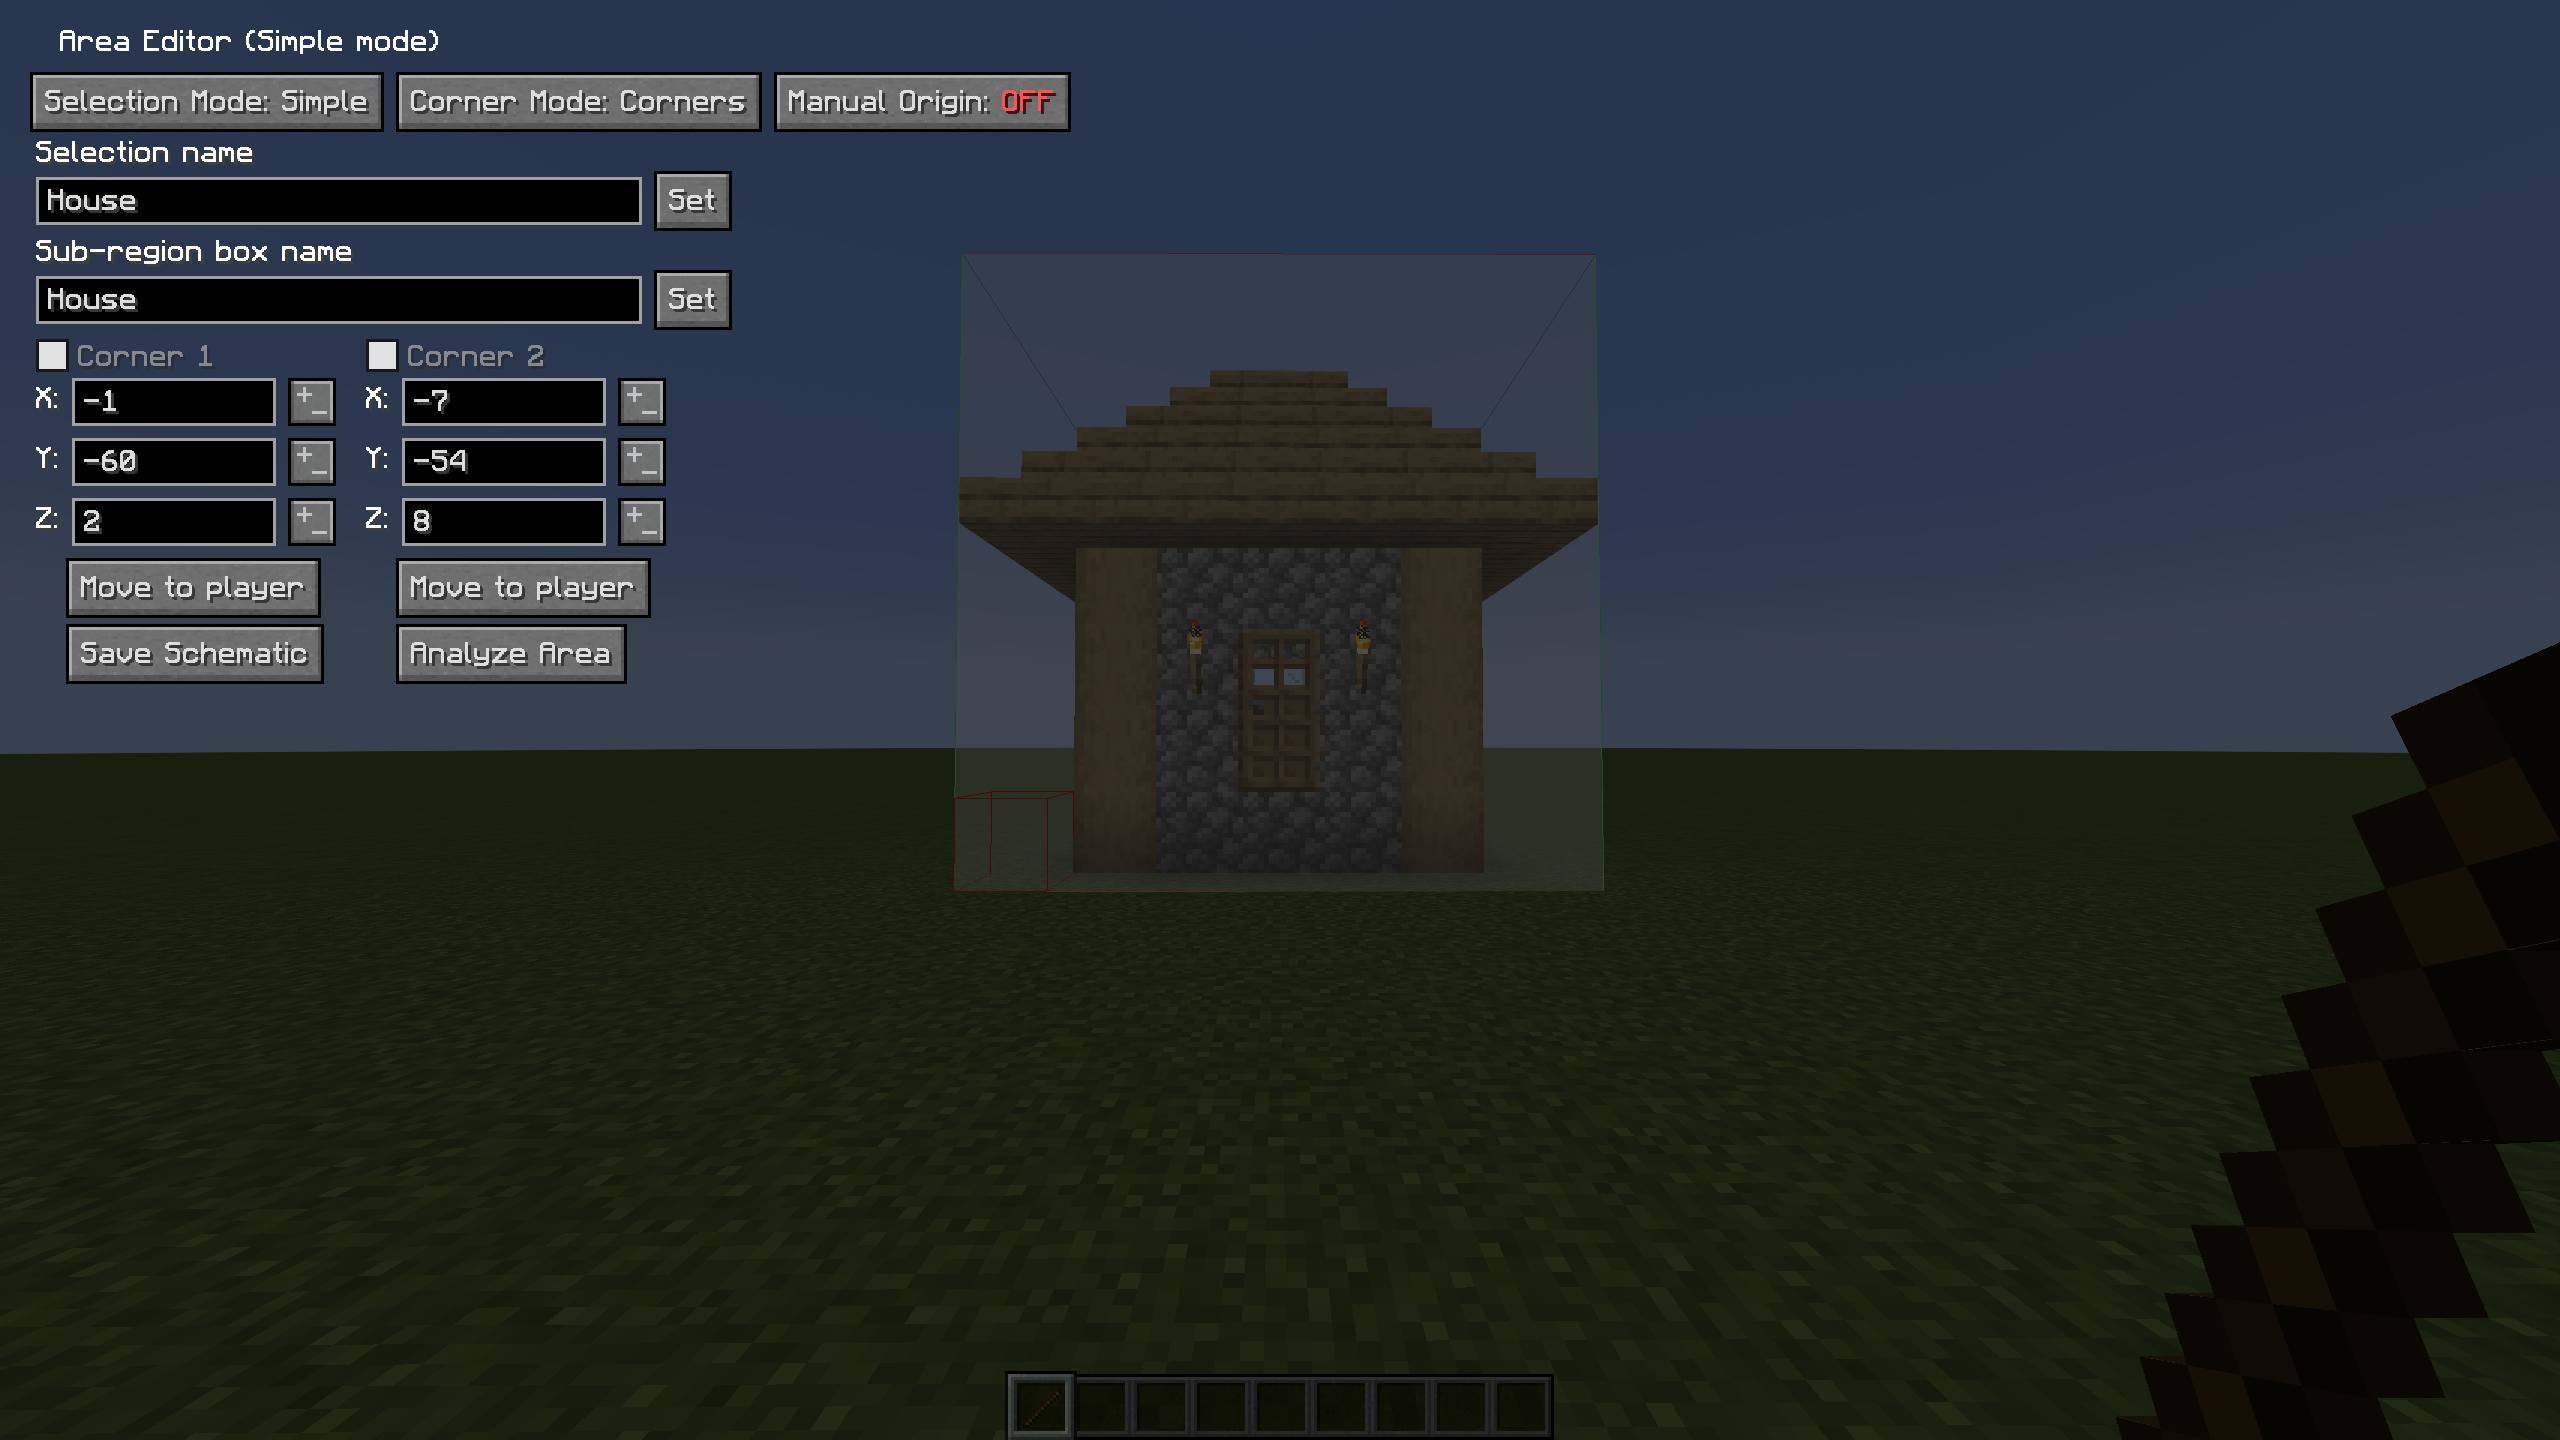 Area Editor (Simple mode)
Selection Mode: Simple Corner Mode: Corners Manual Origin: OFF
Selection name
House Set
Sub-region box name
House Set
Corner 1 Corner 2
X: -1 +- X: -7 +-
Y: -60 +- Y: -54 +-
Z: 2 +- Z: 8 +-
Move to player Move to player
Save Schematic Analyze Area